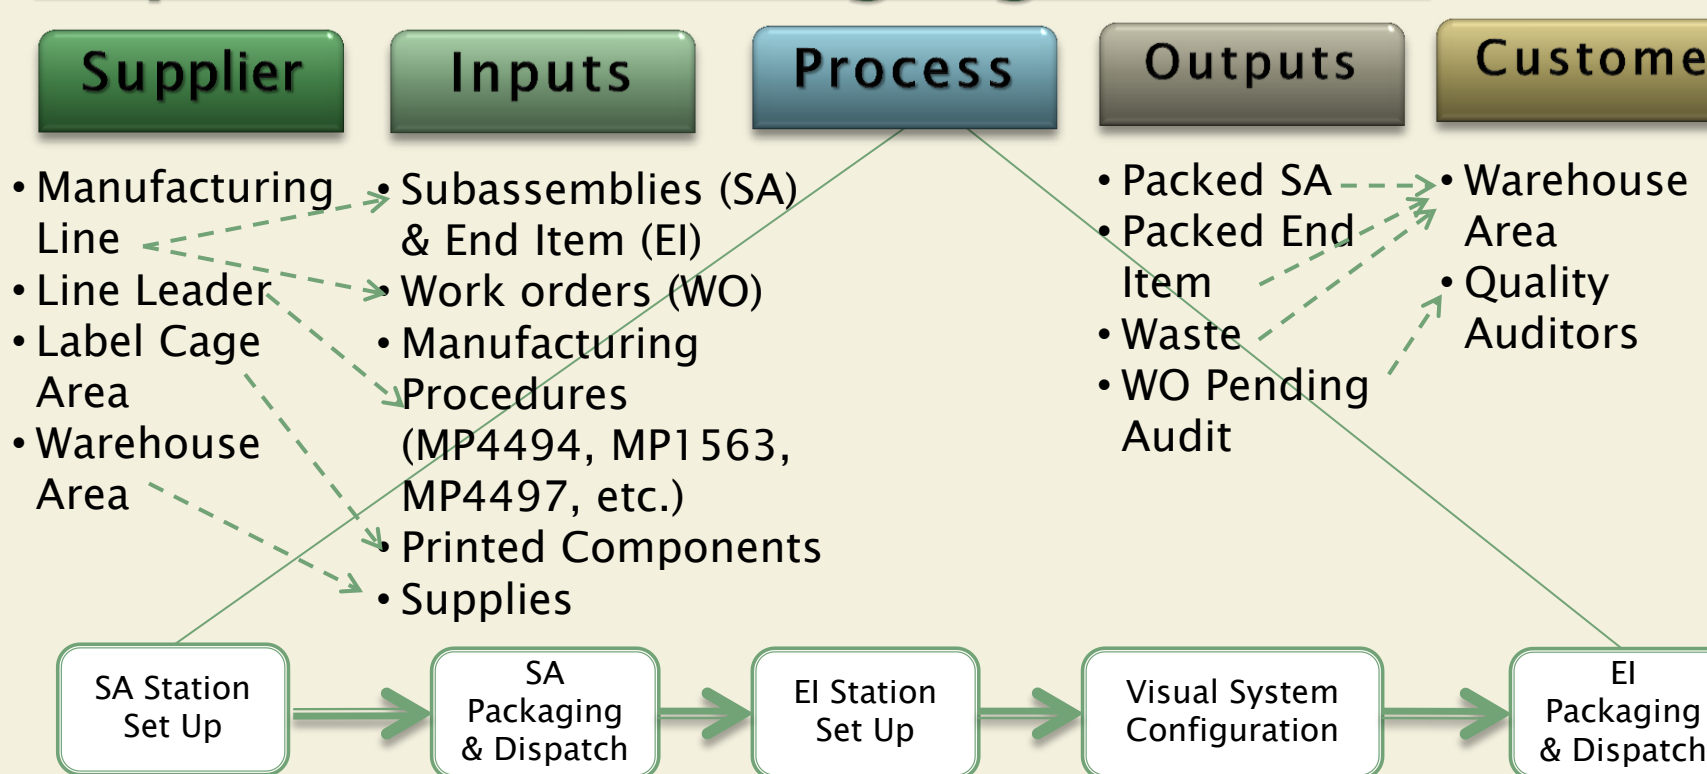 Supplier
Inputs
Process
Outputs
Custome
• Manufacturing
Line
• Line Leader
• Label Cage
Area
• Warehouse
Area
• Subassemblies (SA)
& End Item (EI)
• Work orders (WO)
• Manufacturing
Procedures
(MP4494, MP1563,
MP4497, etc.)
• Printed Components
• Supplies
• Packed SA
• Packed End
Item
• Waste
• WO Pending
Audit
• Warehouse
Area
• Quality
Auditors
SA Station
Set Up
SA
Packaging
& Dispatch
EI Station
Set Up
Visual System
Configuration
EI
Packaging
& Dispatch